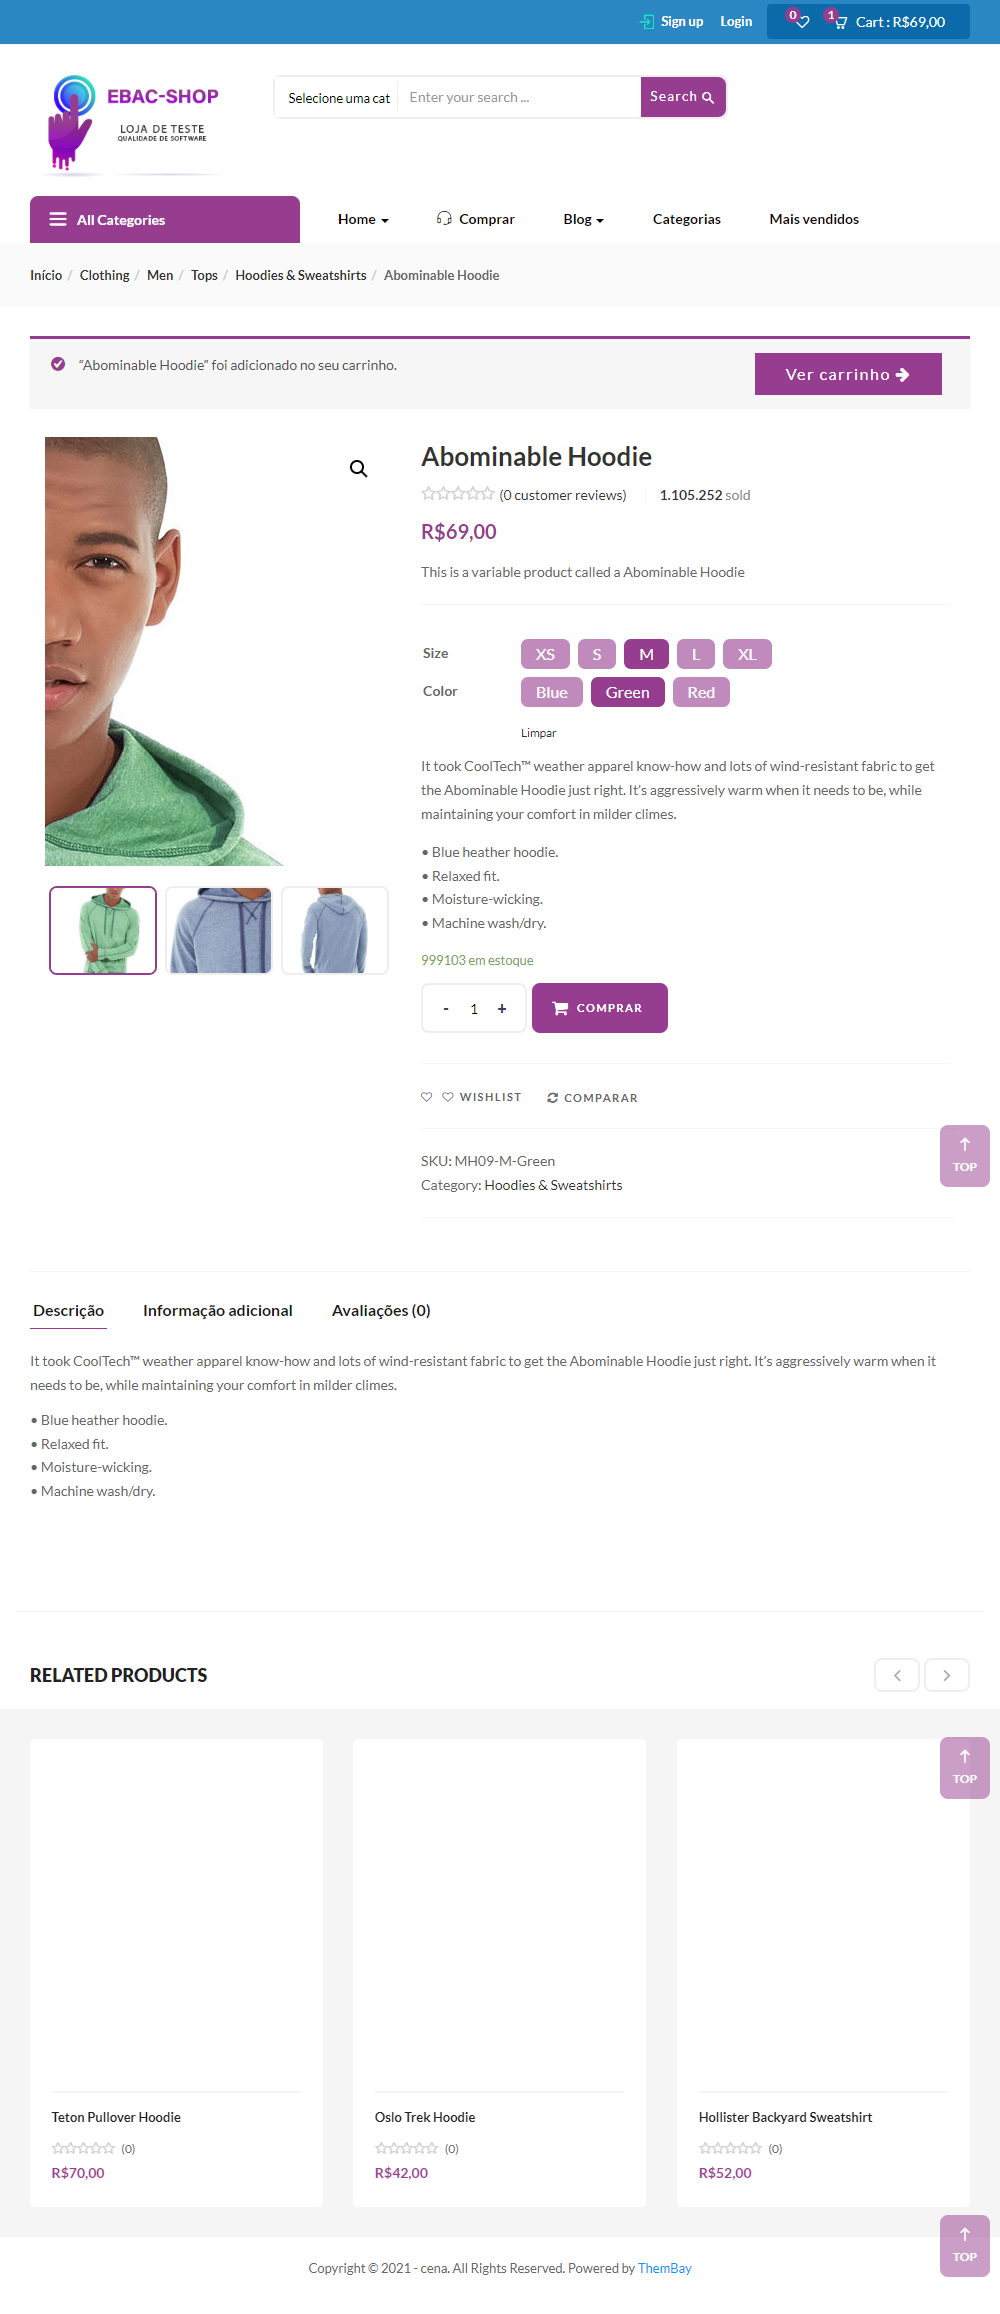 Sign up Login 0 1 Cart : R$69,00
EBAC-SHOP
LOJA DE TESTE
QUALIDADE DE SOFTWARE
Selecione uma cat Enter your search ... Search
All Categories Home Comprar Blog Categorias Mais vendidos
Início / Clothing / Men / Tops / Hoodies & Sweatshirts / Abominable Hoodie
“Abominable Hoodie” foi adicionado no seu carrinho. Ver carrinho
Abominable Hoodie
(0 customer reviews) 1.105.252 sold
R$69,00
This is a variable product called a Abominable Hoodie
Size XS S M L XL
Color Blue Green Red
Limpar
It took CoolTech™ weather apparel know-how and lots of wind-resistant fabric to get
the Abominable Hoodie just right. It’s aggressively warm when it needs to be, while
maintaining your comfort in milder climes.
• Blue heather hoodie.
• Relaxed fit.
• Moisture-wicking.
• Machine wash/dry.
999103 em estoque
- 1 + COMPRAR
WISHLIST COMPARAR
TOP
SKU: MH09-M-Green
Category: Hoodies & Sweatshirts
Descrição Informação adicional Avaliações (0)
It took CoolTech™ weather apparel know-how and lots of wind-resistant fabric to get the Abominable Hoodie just right. It’s aggressively warm when it
needs to be, while maintaining your comfort in milder climes.
• Blue heather hoodie.
• Relaxed fit.
• Moisture-wicking.
• Machine wash/dry.
RELATED PRODUCTS
TOP
Teton Pullover Hoodie Oslo Trek Hoodie Hollister Backyard Sweatshirt
(0) (0) (0)
R$70,00 R$42,00 R$52,00
TOP
Copyright © 2021 - cena. All Rights Reserved. Powered by ThemBay